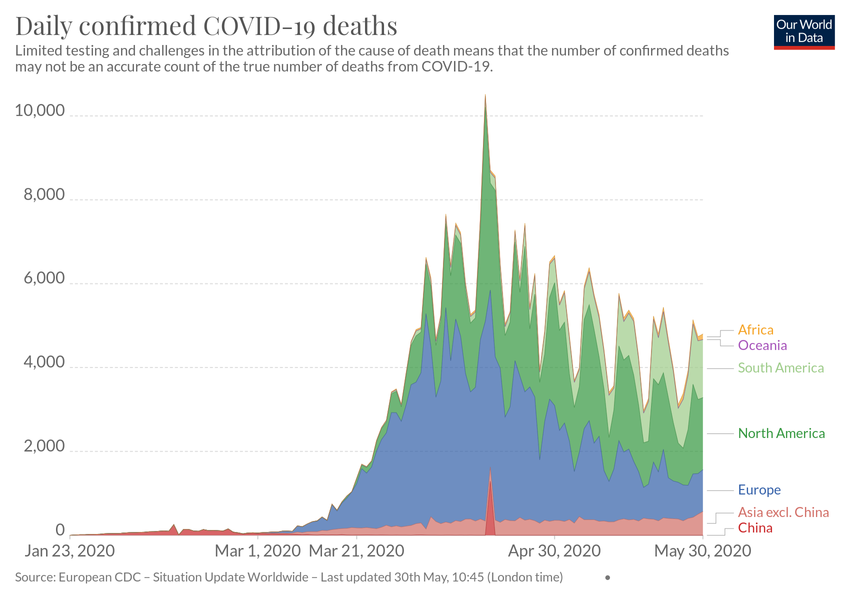 Daily confirmed COVID-19 deaths
Our World
in Data
Limited testing and challenges in the attribution of the cause of death means that the number of confirmed deaths
may not be an accurate count of the true number of deaths from COVID-19.
10,000
8,000
6,000
4,000
2,000
0
Africa
Oceania
South America
North America
Europe
Asia excl. China
China
Jan 23, 2020
Mar 1, 2020
Mar 21, 2020
Apr 30, 2020
May 30, 2020
Source: European CDC – Situation Update Worldwide – Last updated 30th May, 10:45 (London time)